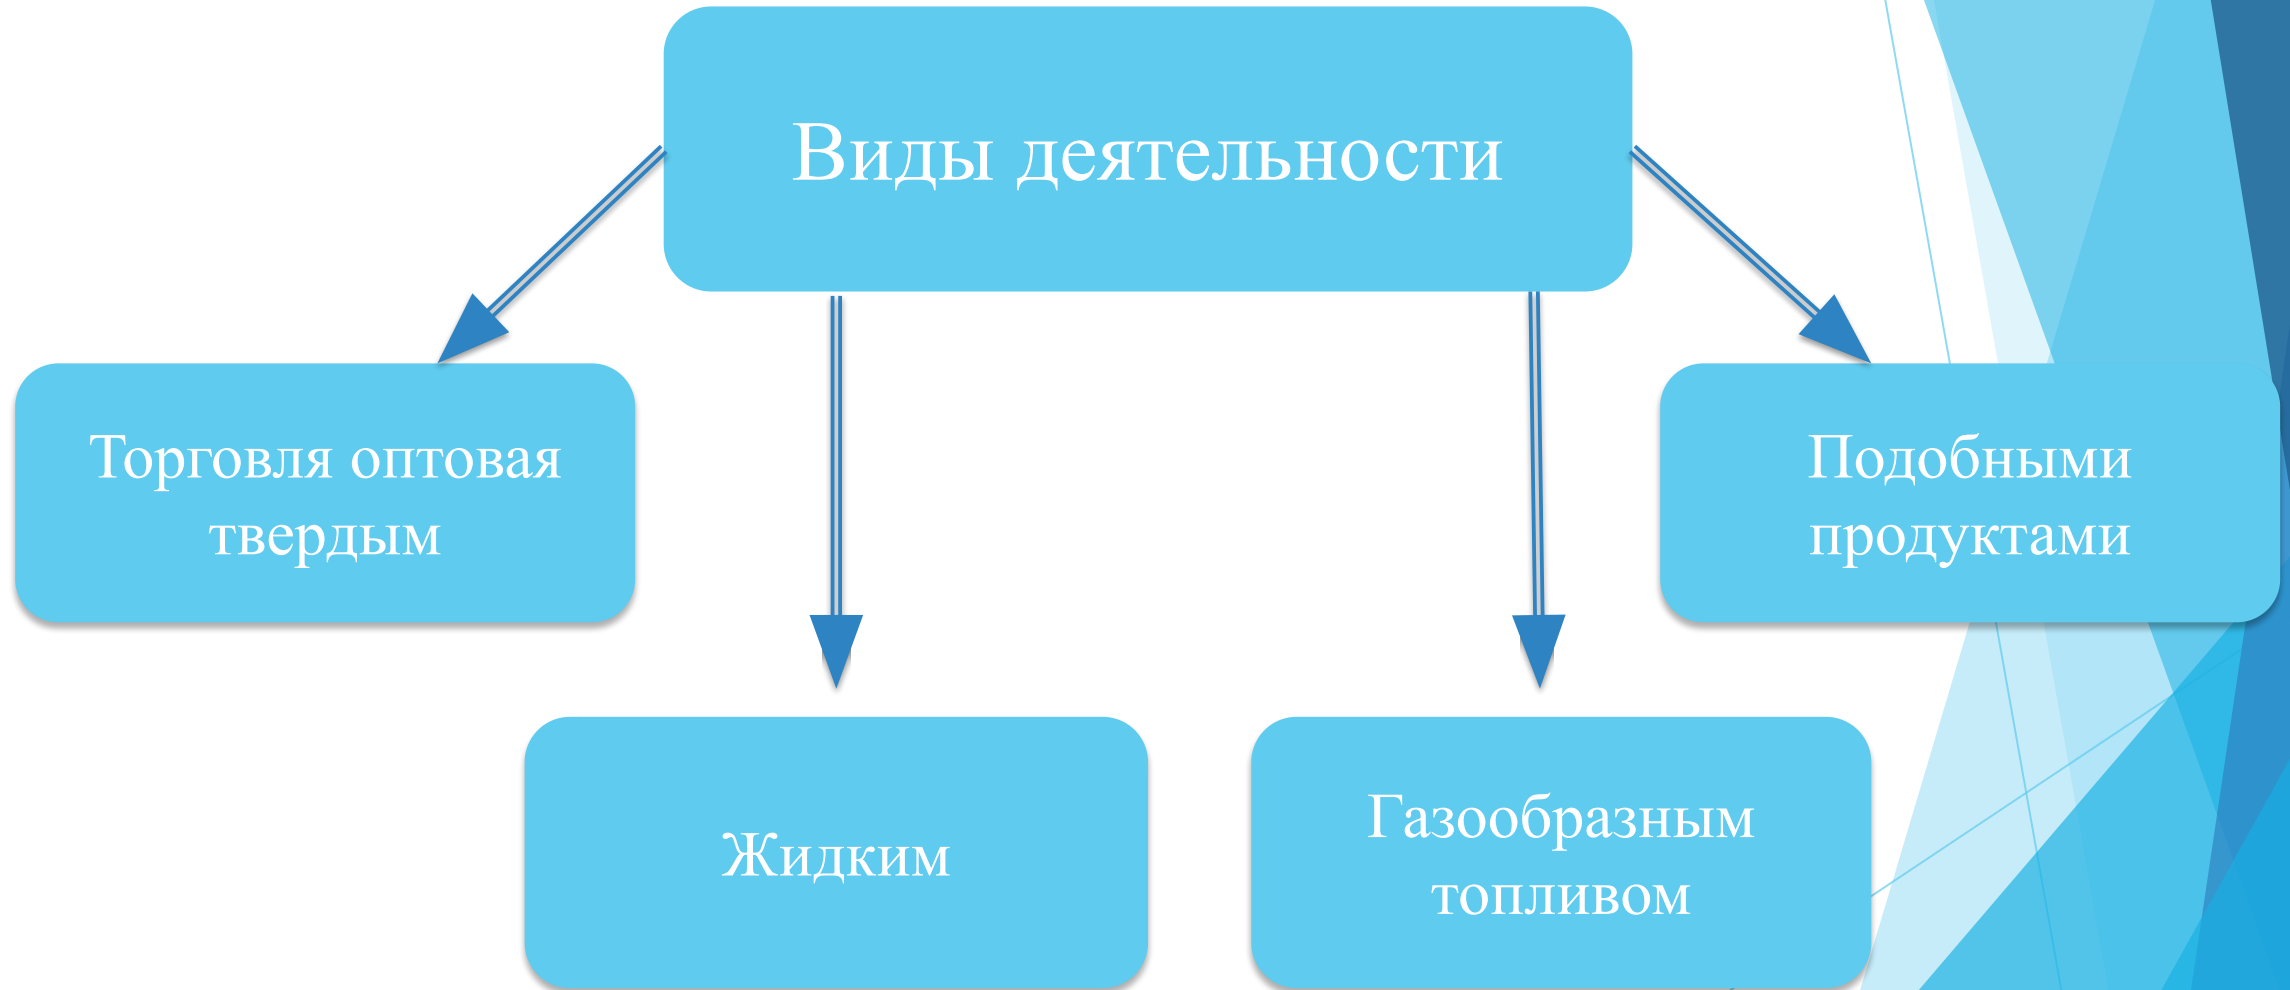 Виды деятельности
Торговля оптовая
твердым
Подобными
продуктами
Жидким
Газообразным
топливом